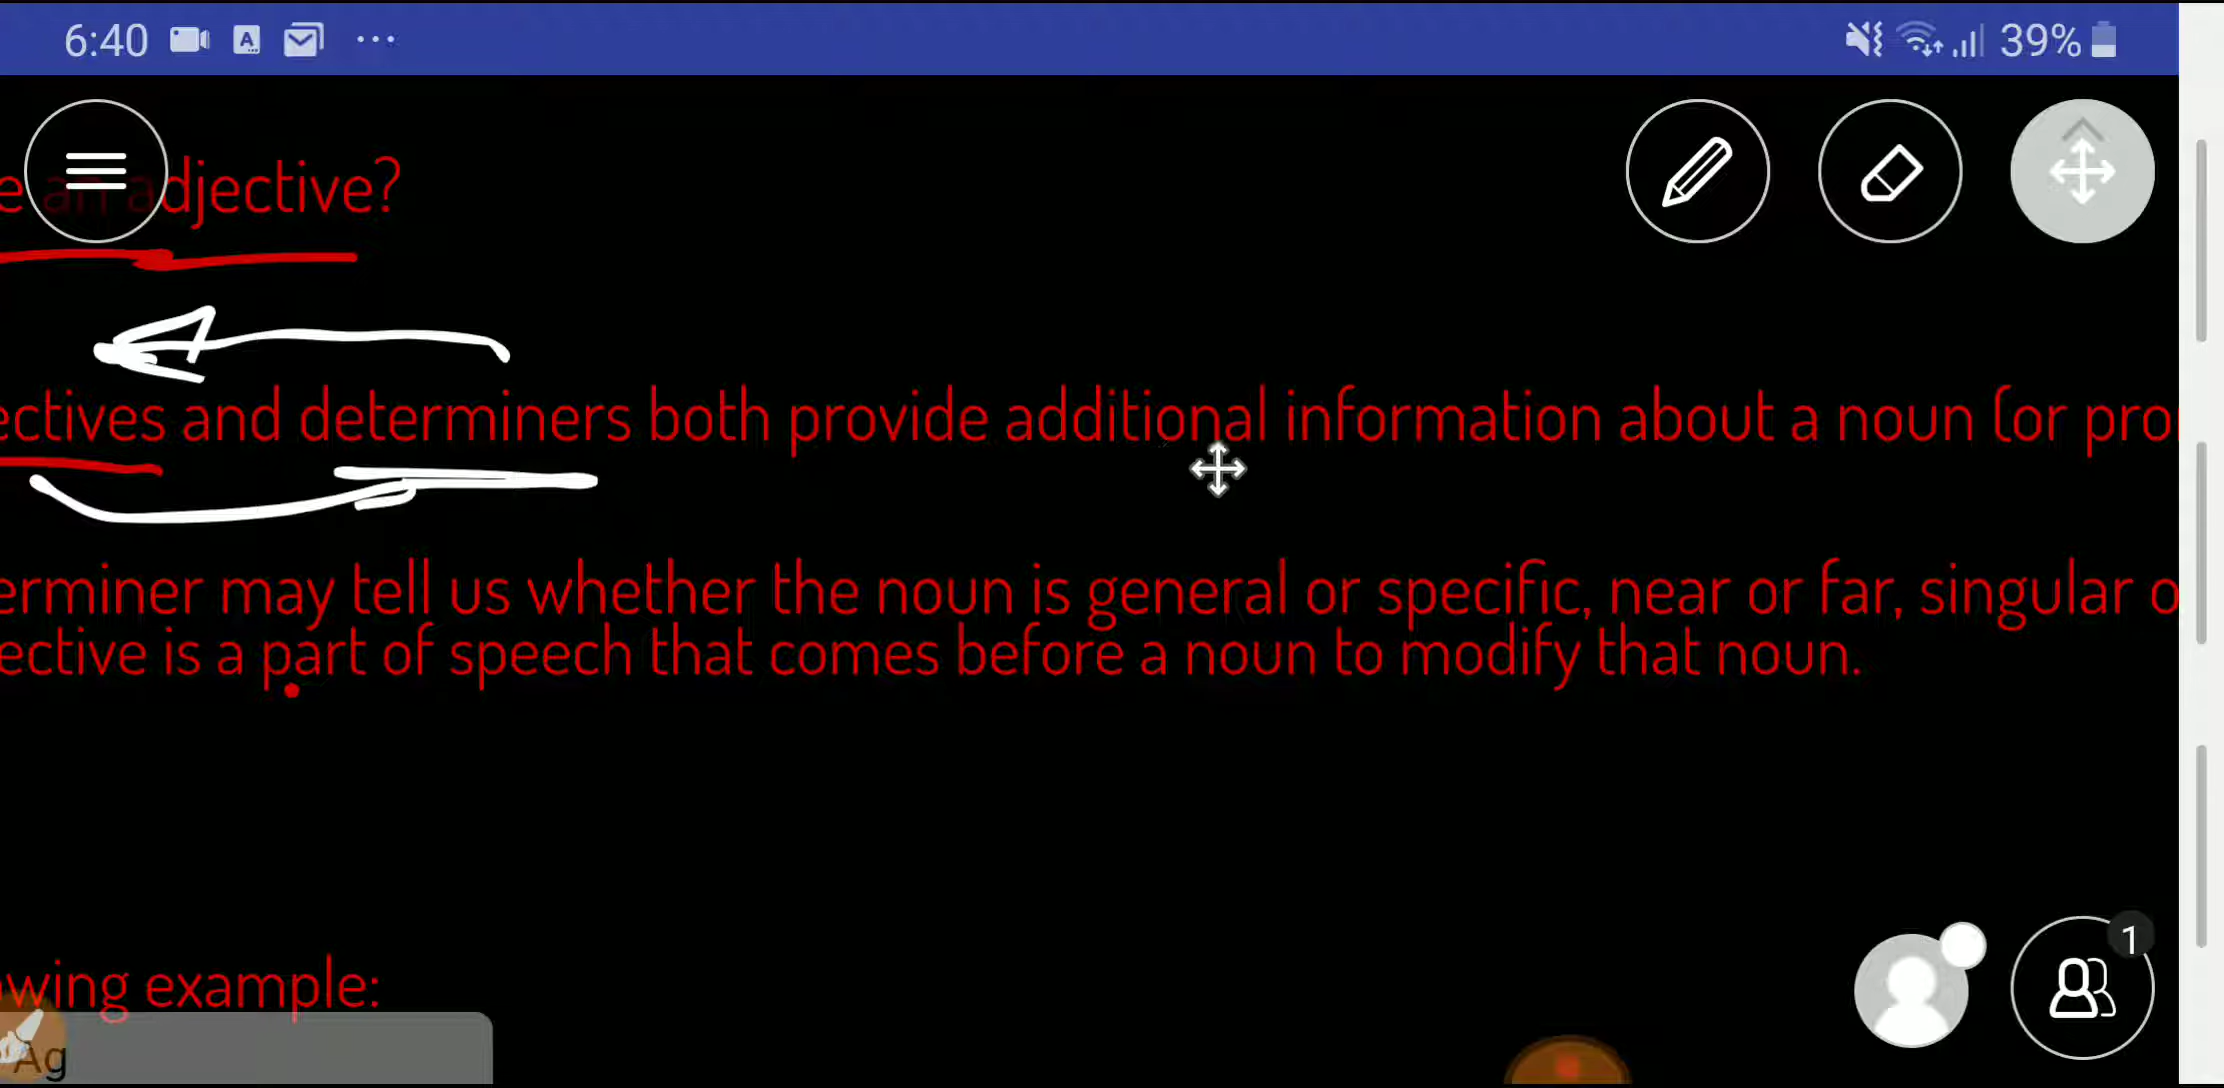 6:40 39%
adjective?
ectives and determiners both provide additional information about a noun (or pro
erminer may tell us whether the noun is general or specific, near or far, singular o
ective is a part of speech that comes before a noun to modify that noun.
1
wing example:
Ag